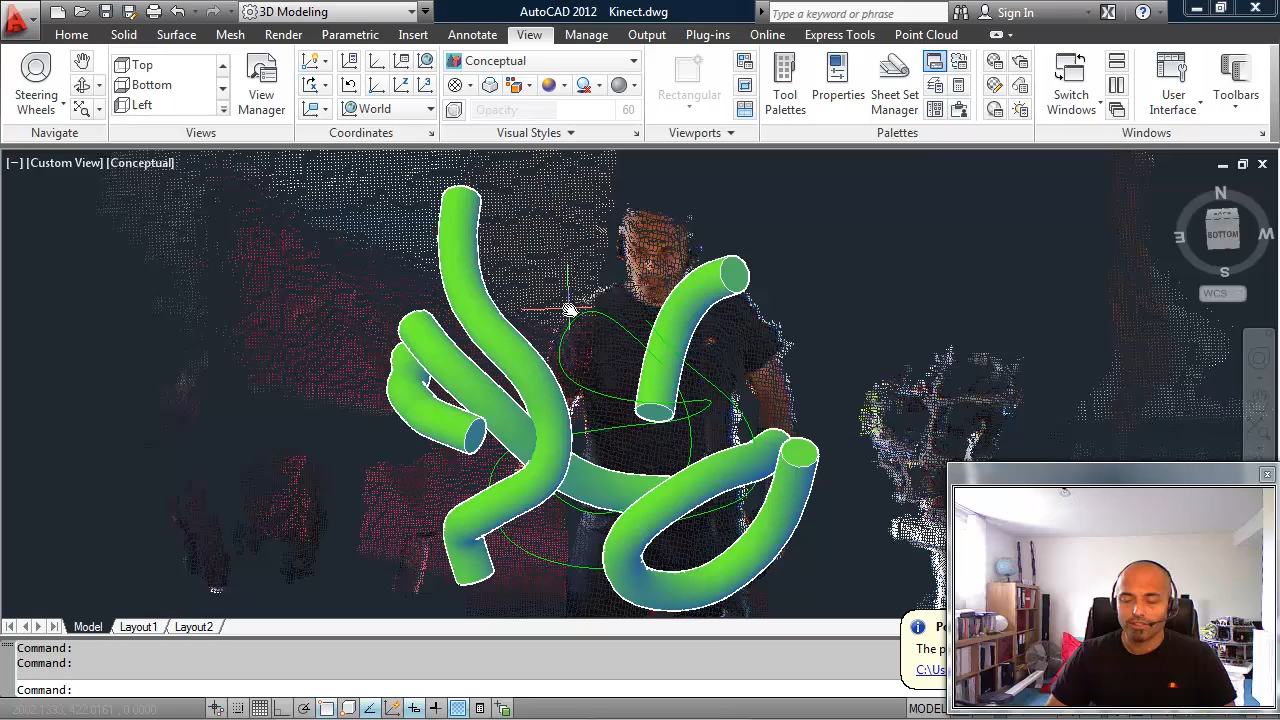 AutoCAD 2012 Kinect.dwg
3D Modeling
Type a keyword or phrase
Sign In
Home Solid Surface Mesh Render Parametric Insert Annotate View Manage Output Plug-ins Online Express Tools Point Cloud
Steering Wheels
Top
Bottom
Left
View Manager
World
Conceptual
Opacity 60
Rectangular
Tool Palettes
Properties
Sheet Set Manager
Switch Windows
User Interface
Toolbars
Navigate Views Coordinates Visual Styles Viewports Palettes Windows
[−] [Custom View] [Conceptual]
N
E BOTTOM W
S
WCS
Model Layout1 Layout2
Command:
Command:
Command:
The p
C:\Us
MODEL